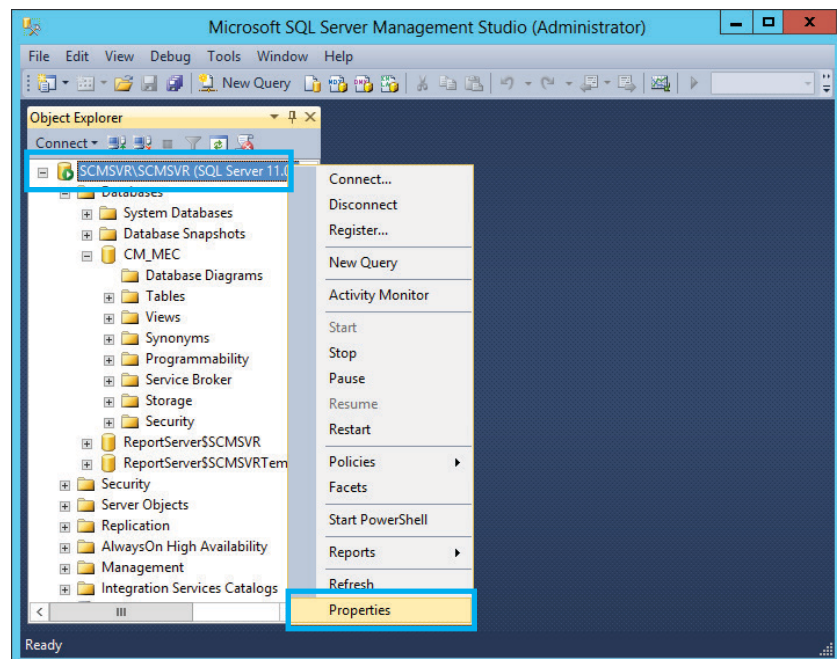 Microsoft SQL Server Management Studio (Administrator)
File Edit View Debug Tools Window Help
New Query
Object Explorer
Connect
SCMSVR\SCMSVR (SQL Server 11.0
Databases
System Databases
Database Snapshots
CM_MEC
Database Diagrams
Tables
Views
Synonyms
Programmability
Service Broker
Storage
Security
ReportServer$SCMSVR
ReportServer$SCMSVRTem
Security
Server Objects
Replication
AlwaysOn High Availability
Management
Integration Services Catalogs
Connect...
Disconnect
Register...
New Query
Activity Monitor
Start
Stop
Pause
Resume
Restart
Policies
Facets
Start PowerShell
Reports
Refresh
Properties
Ready